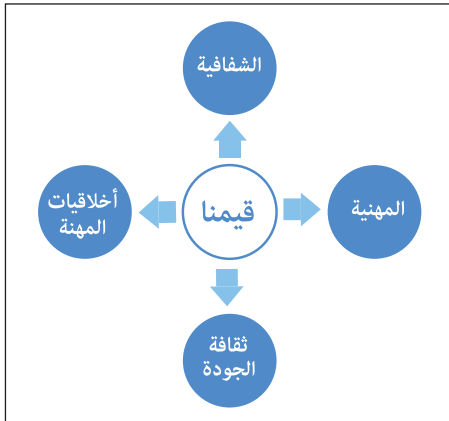 الشفافية
المهنية
قيمنا
أخلاقيات
المهنة
ثقافة
الجودة